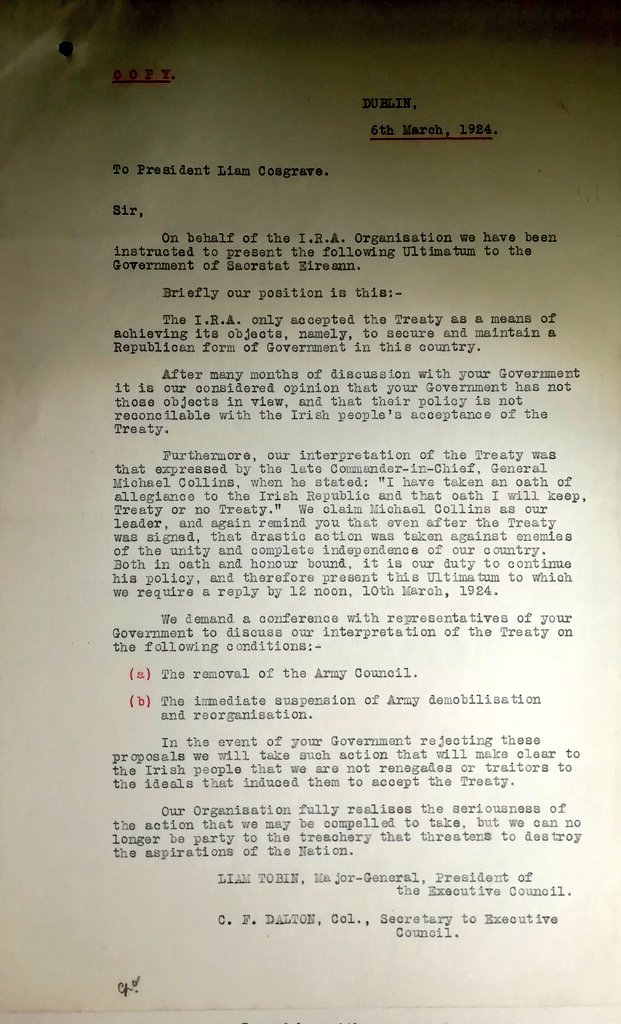 COPY.
DUBLIN,
6th March, 1924.
To President Liam Cosgrave.
Sir,
On behalf of the I.R.A. Organisation we have been
instructed to present the following Ultimatum to the
Government of Saorstat Eireann.
Briefly our position is this:-
The I.R.A. only accepted the Treaty as a means of
achieving its objects, namely, to secure and maintain a
Republican form of Government in this country.
After many months of discussion with your Government
it is our considered opinion that your Government has not
those objects in view, and that their policy is not
reconcilable with the Irish people's acceptance of the
Treaty.
Furthermore, our interpretation of the Treaty was
that expressed by the late Commander-in-Chief, General
Michael Collins, when he stated: "I have taken an oath of
allegiance to the Irish Republic and that oath I will keep,
Treaty or no Treaty." We claim Michael Collins as our
leader, and again remind you that even after the Treaty
was signed, that drastic action was taken against enemies
of the unity and complete independence of our country.
Both in oath and honour bound, it is our duty to continue
his policy, and therefore present this Ultimatum to which
we require a reply by 12 noon, 10th March, 1924.
We demand a conference with representatives of your
Government to discuss our interpretation of the Treaty on
the following conditions:-
(a) The removal of the Army Council.
(b) The immediate suspension of Army demobilisation
and reorganisation.
In the event of your Government rejecting these
proposals we will take such action that will make clear to
the Irish people that we are not renegades or traitors to
the ideals that induced them to accept the Treaty.
Our Organisation fully realises the seriousness of
the action that we may be compelled to take, but we can no
longer be party to the treachery that threatens to destroy
the aspirations of the Nation.
LIAM TOBIN, Major-General, President of
the Executive Council.
C. F. DALTON, Col., Secretary to Executive
Council.